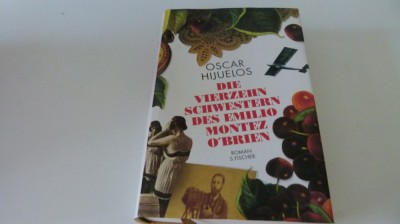 OSCAR
HIJUELOS
DIE
VIERZEHN
SCHWESTERN
DES EMILIO
MONTEZ
O'BRIEN
ROMAN
S. FISCHER